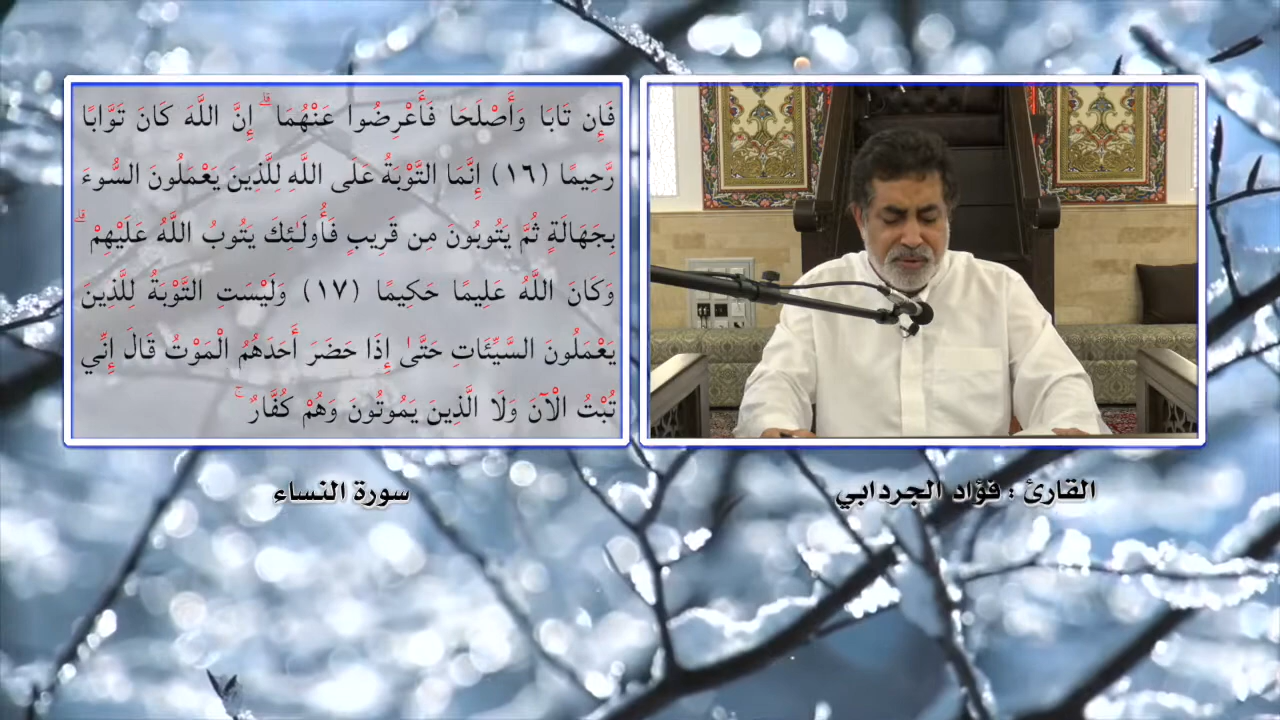 فَإِن تَابَا وَأَصْلَحَا فَأَعْرِضُوا عَنْهُمَا ۗ إِنَّ اللَّهَ كَانَ تَوَّابًا
رَّحِيمًا (١٦) إِنَّمَا التَّوْبَةُ عَلَى اللَّهِ لِلَّذِينَ يَعْمَلُونَ السُّوءَ
بِجَهَالَةٍ ثُمَّ يَتُوبُونَ مِن قَرِيبٍ فَأُولَـٰئِكَ يَتُوبُ اللَّهُ عَلَيْهِمْ ۗ
وَكَانَ اللَّهُ عَلِيمًا حَكِيمًا (١٧) وَلَيْسَتِ التَّوْبَةُ لِلَّذِينَ
يَعْمَلُونَ السَّيِّئَاتِ حَتَّىٰ إِذَا حَضَرَ أَحَدَهُمُ الْمَوْتُ قَالَ إِنِّي
تُبْتُ الْآنَ وَلَا الَّذِينَ يَمُوتُونَ وَهُمْ كُفَّارٌ ۚ
القارئ : فؤاد الجردابي
سورة النساء